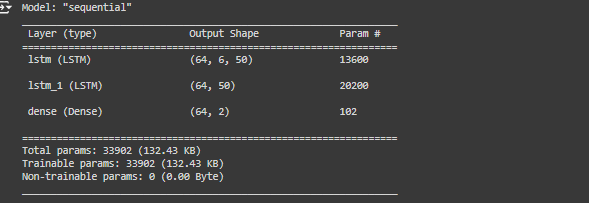 Model: "sequential"
_________________________________________________________________
Layer (type) Output Shape Param #
=================================================================
lstm (LSTM) (64, 6, 50) 13600
lstm_1 (LSTM) (64, 50) 20200
dense (Dense) (64, 2) 102
=================================================================
Total params: 33902 (132.43 KB)
Trainable params: 33902 (132.43 KB)
Non-trainable params: 0 (0.00 Byte)
_________________________________________________________________